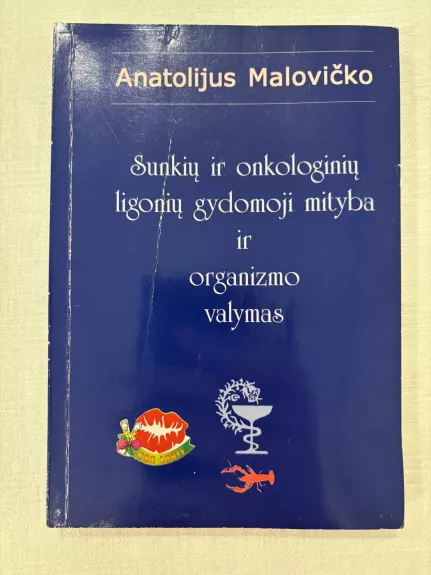 Anatolijus Malovičko
Sunkių ir onkologinių
ligonių gydomoji mityba
ir
organizmo
valymas